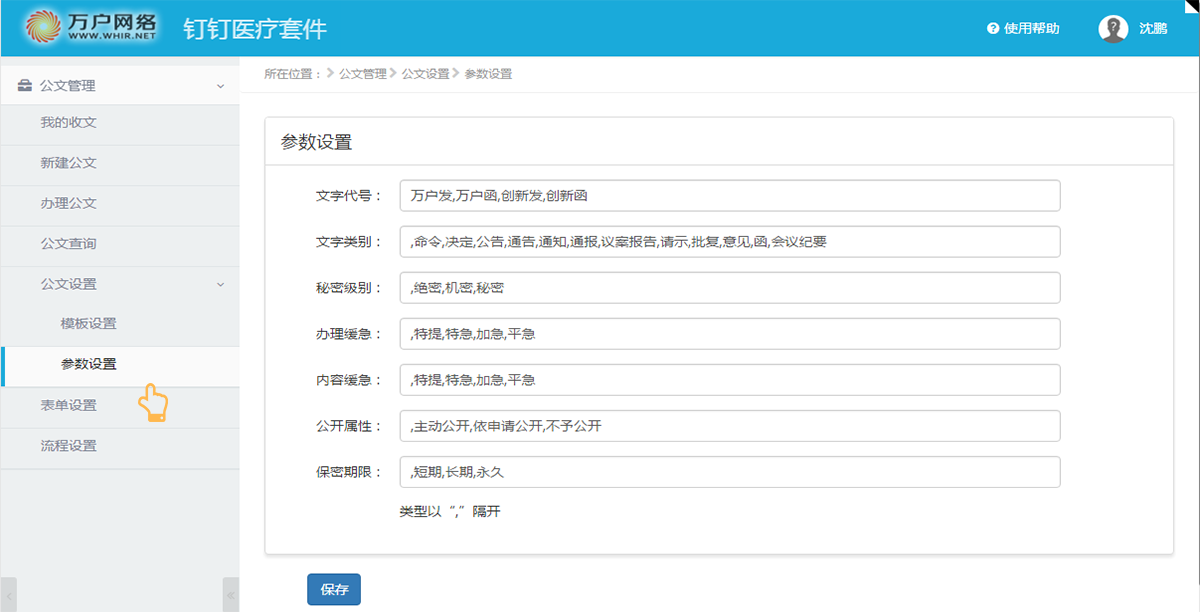 万户网络
WWW.WHIR.NET
钉钉医疗套件
使用帮助
沈鹏
公文管理
我的收文
新建公文
办理公文
公文查询
公文设置
模板设置
参数设置
表单设置
流程设置
所在位置： 公文管理 公文设置 参数设置
参数设置
文字代号： 万户发,万户函,创新发,创新函
文字类别： ,命令,决定,公告,通告,通知,通报,议案报告,请示,批复,意见,函,会议纪要
秘密级别： ,绝密,机密,秘密
办理缓急： ,特提,特急,加急,平急
内容缓急： ,特提,特急,加急,平急
公开属性： ,主动公开,依申请公开,不予公开
保密期限： ,短期,长期,永久
类型以“,”隔开
保存